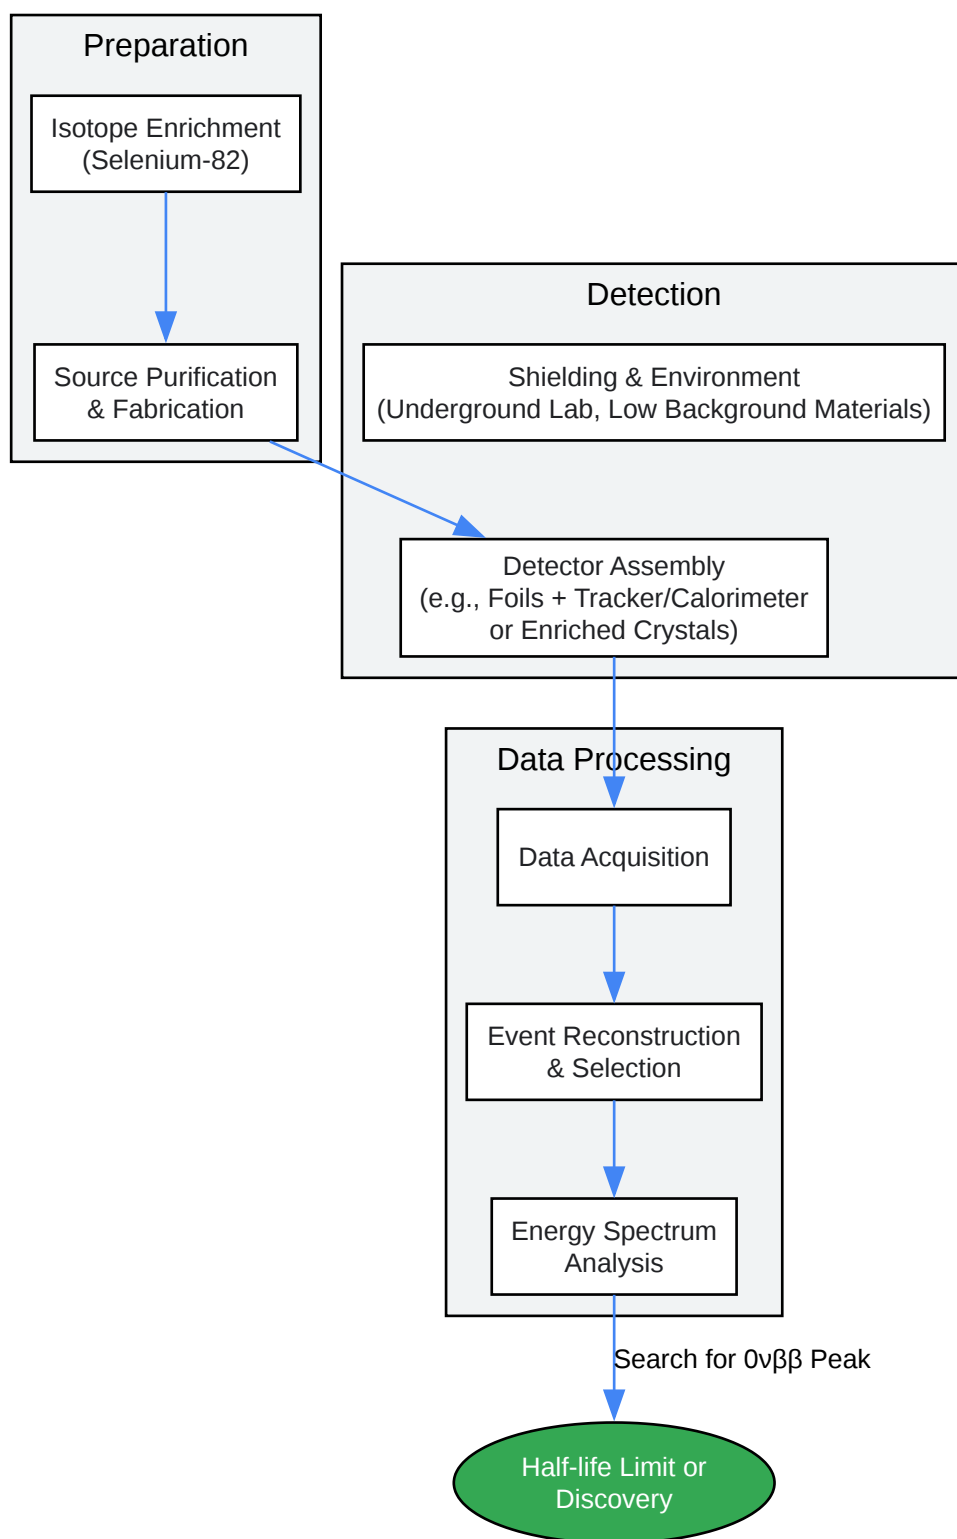 Preparation
Isotope Enrichment
(Selenium-82)
Source Purification
& Fabrication
Detection
Shielding & Environment
(Underground Lab, Low Background Materials)
Detector Assembly
(e.g., Foils + Tracker/Calorimeter
or Enriched Crystals)
Data Processing
Data Acquisition
Event Reconstruction
& Selection
Energy Spectrum
Analysis
Search for 0νββ Peak
Half-life Limit or
Discovery